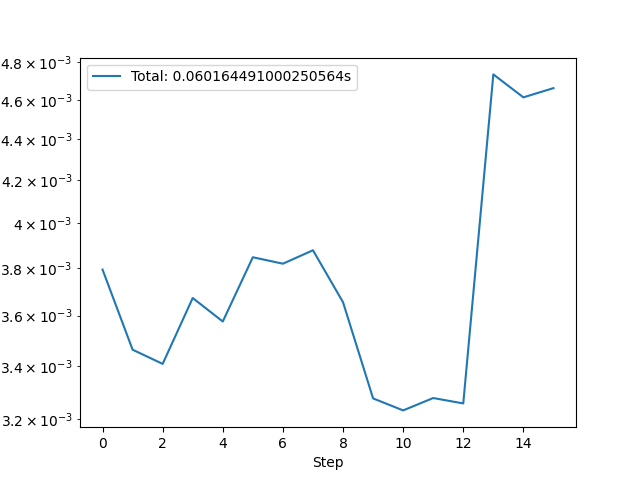 4.8 × 10⁻³
Total: 0.060164491000250564s
4.6 × 10⁻³
4.4 × 10⁻³
4.2 × 10⁻³
4 × 10⁻³
3.8 × 10⁻³
3.6 × 10⁻³
3.4 × 10⁻³
3.2 × 10⁻³
0 2 4 6 8 10 12 14
Step